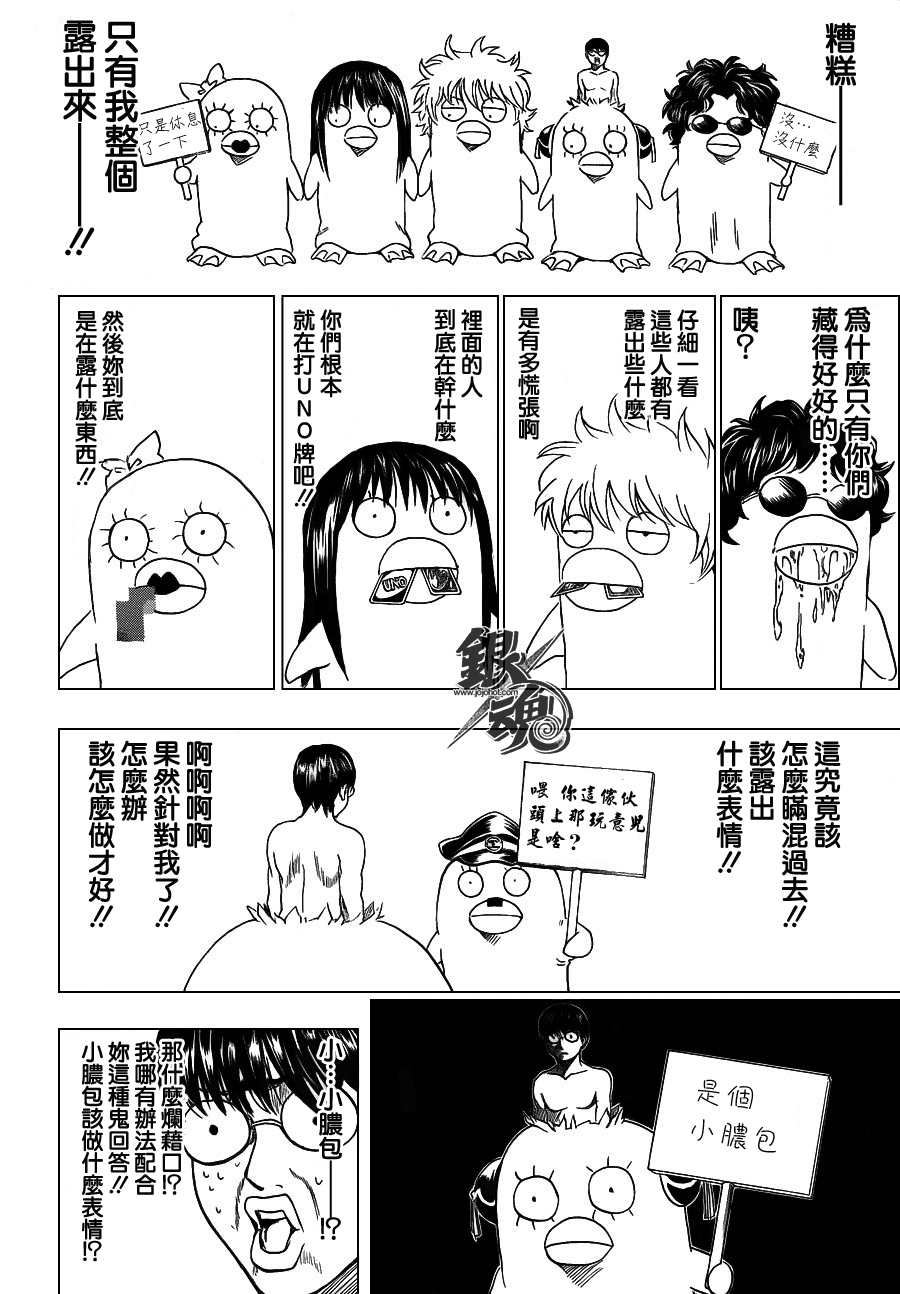 糟糕——
沒…
沒什麼
只是休息
了一下
只有我整個
露出來——!!
為什麼只有你們
藏得好好的……
咦？
仔細一看
這些人都有
露出些什麼
是有多慌張啊
裡面的人
到底在幹什麼
你們根本
就在打UNO牌吧!!
UNO
然後妳到底
是在露什麼東西!!
銀魂
www.jojohot.com
這究竟該
怎麼瞞混過去!!
該露出
什麼表情!!
喂 你這傢伙
頭上那玩意兒
是啥？
啊啊啊啊
果然針對我了!!
怎麼辦
該怎麼做才好!!
是個
小膿包
小…小膿包——!?
那什麼爛藉口!?
我哪有辦法配合
妳這種鬼回答!!
小膿包該做什麼表情!?